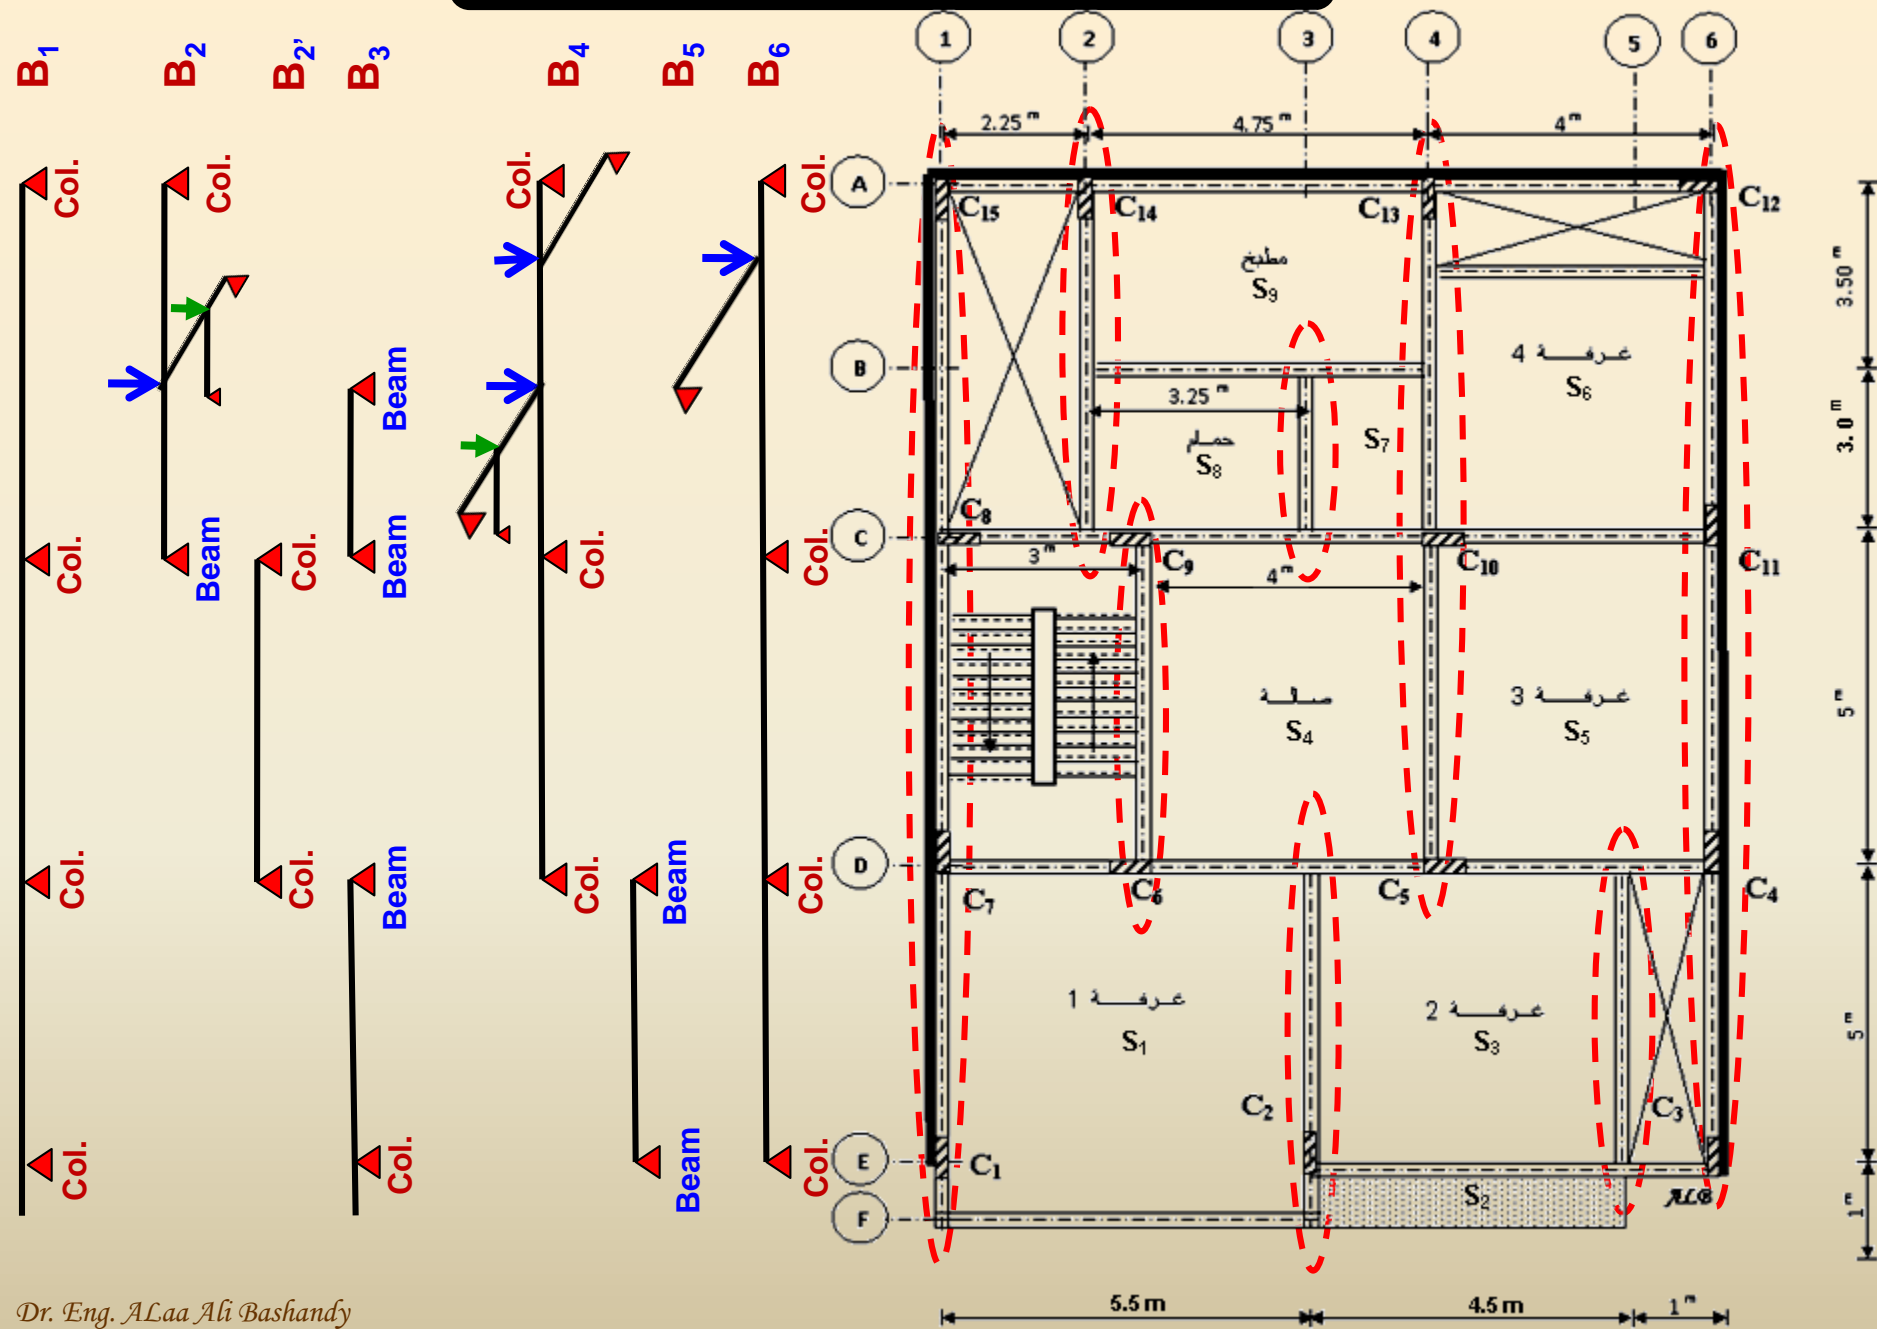 B1
B2
B2'
B3
B4
B5
B6
1
2
3
4
5
6
2.25 m
4.75 m
4 m
Col.
Col.
Col.
Col.
A
C15
C14
C13
C12
3.50 m
مطبخ
S9
B
غرفة 4
S6
Beam
3.25 m
3.0 m
حمام
S8
S7
C8
C
Col.
Beam
Col.
Beam
Col.
Col.
3 m
C9
4 m
C10
C11
صالة
S4
غرفة 3
S5
5 m
D
Col.
Col.
Beam
Col.
Beam
Col.
C7
C6
C5
C4
غرفة 1
S1
غرفة 2
S3
5 m
C2
C3
Col.
Col.
Beam
Col.
E
C1
S2
ALB
1 m
F
5.5 m
4.5 m
1 m
Dr. Eng. ALaa Ali Bashandy